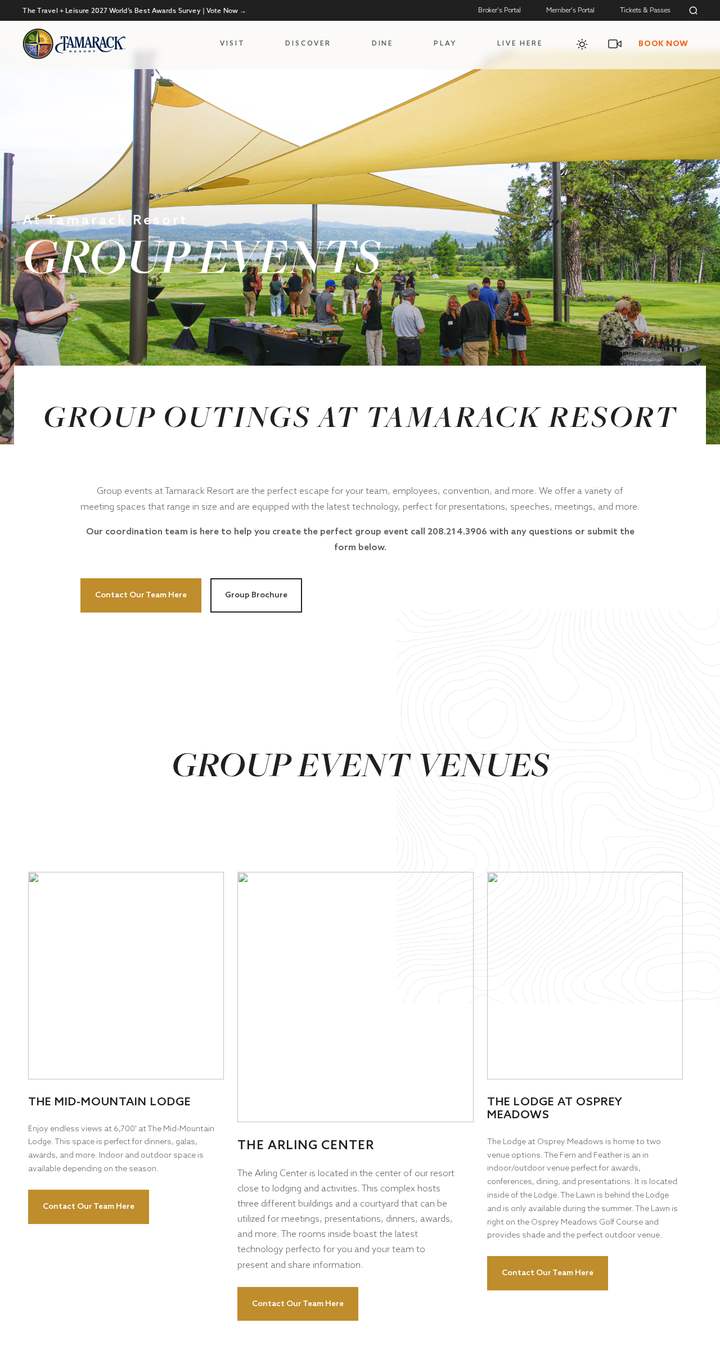 The Travel + Leisure 2027 World's Best Awards Survey | Vote Now →
Broker's Portal
Member's Portal
Tickets & Passes
TAMARACK
RESORT
VISIT
DISCOVER
DINE
PLAY
LIVE HERE
BOOK NOW
At Tamarack Resort
GROUP EVENTS
GROUP OUTINGS AT TAMARACK RESORT
Group events at Tamarack Resort are the perfect escape for your team, employees, convention, and more. We offer a variety of
meeting spaces that range in size and are equipped with the latest technology, perfect for presentations, speeches, meetings, and more.
Our coordination team is here to help you create the perfect group event call 208.214.3906 with any questions or submit the
form below.
Contact Our Team Here
Group Brochure
GROUP EVENT VENUES
THE MID-MOUNTAIN LODGE
Enjoy endless views at 6,700' at The Mid-Mountain
Lodge. This space is perfect for dinners, galas,
awards, and more. Indoor and outdoor space is
available depending on the season.
Contact Our Team Here
THE ARLING CENTER
The Arling Center is located in the center of our resort
close to lodging and activities. This complex hosts
three different buldings and a courtyard that can be
utilized for meetings, presentations, dinners, awards,
and more. The rooms inside boast the latest
technology perfecto for you and your team to
present and share information.
Contact Our Team Here
THE LODGE AT OSPREY
MEADOWS
The Lodge at Osprey Meadows is home to two
venue options. The Fern and Feather is an in
indoor/outdoor venue perfect for awards,
conferences, dining, and presentations. It is located
inside of the Lodge. The Lawn is behind the Lodge
and is only available during the summer. The Lawn is
right on the Osprey Meadows Golf Course and
provides shade and the perfect outdoor venue.
Contact Our Team Here